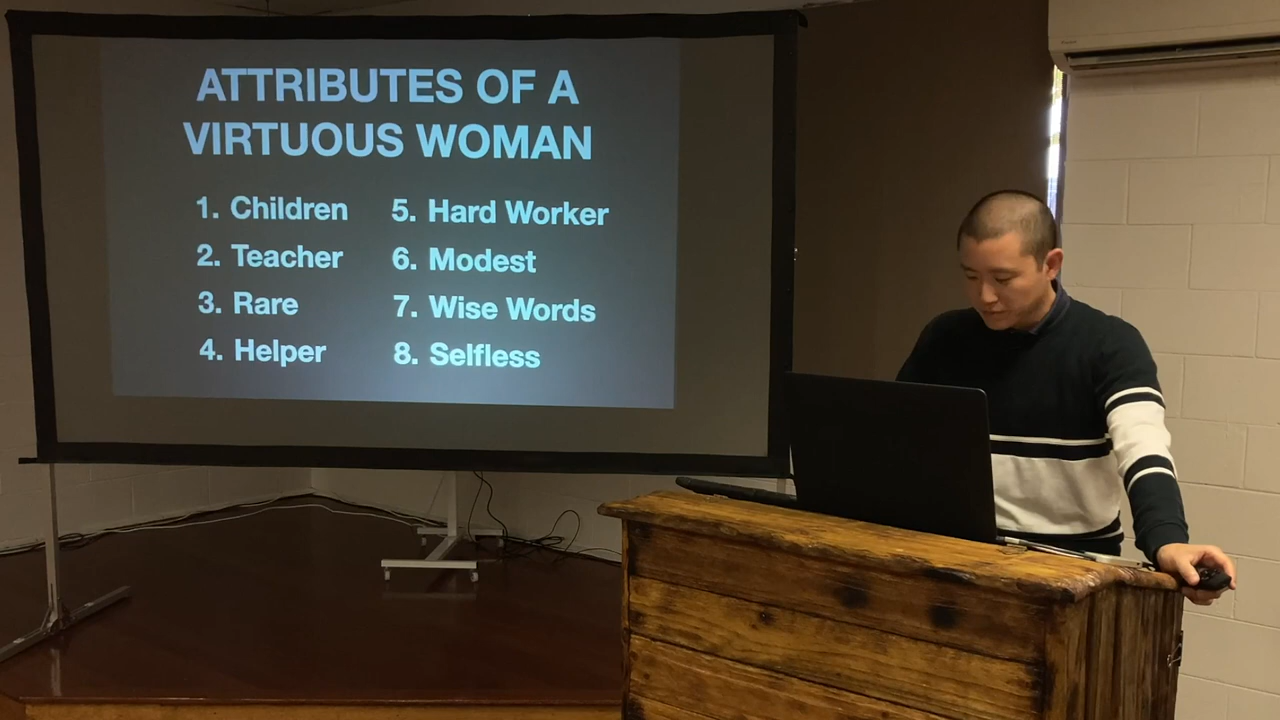 ATTRIBUTES OF A
VIRTUOUS WOMAN
1. Children
2. Teacher
3. Rare
4. Helper
5. Hard Worker
6. Modest
7. Wise Words
8. Selfless